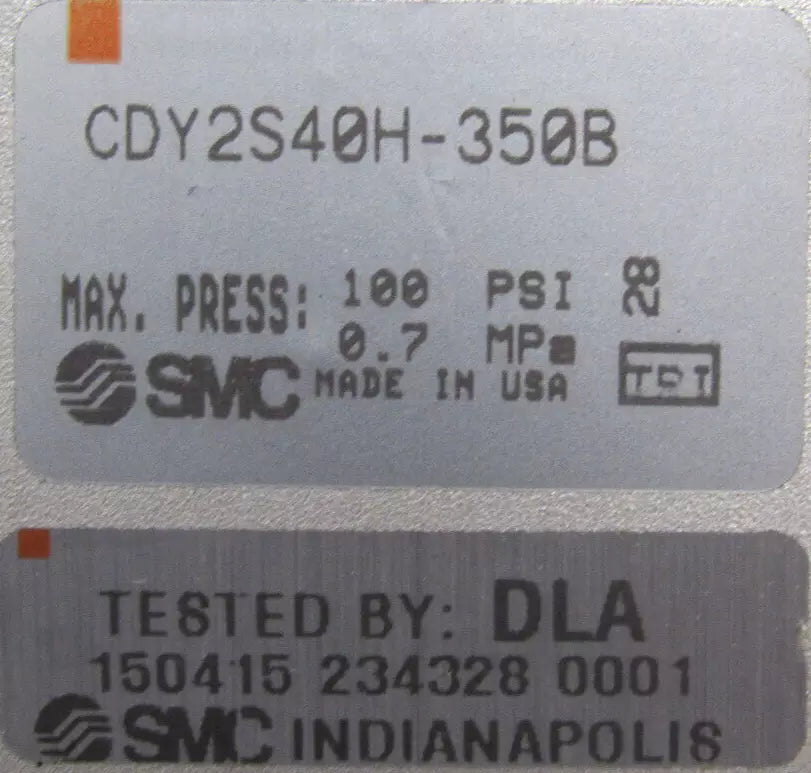 CDY2S40H-350B
MAX. PRESS: 100 PSI 28
0.7 MPa
SMC MADE IN USA
TESTED BY: DLA
150415 234328 0001
SMC INDIANAPOLIS